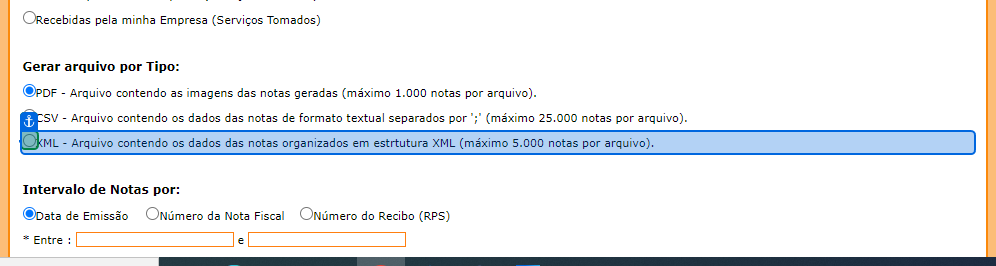 Recebidas pela minha Empresa (Serviços Tomados)
Gerar arquivo por Tipo:
PDF - Arquivo contendo as imagens das notas geradas (máximo 1.000 notas por arquivo).
CSV - Arquivo contendo os dados das notas de formato textual separados por ';' (máximo 25.000 notas por arquivo).
XML - Arquivo contendo os dados das notas organizados em estrtutura XML (máximo 5.000 notas por arquivo).
Intervalo de Notas por:
Data de Emissão Número da Nota Fiscal Número do Recibo (RPS)
* Entre : e